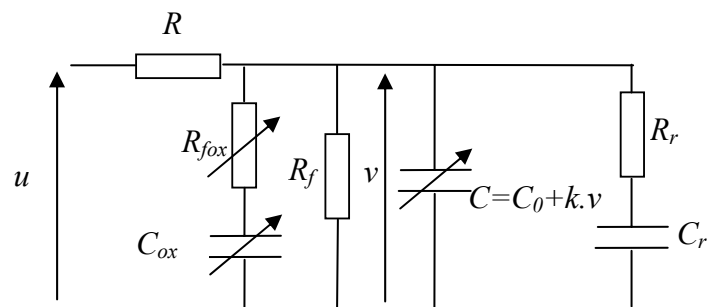 R
R_fox
R_r
u
R_f
v
C=C_0+k.v
C_ox
C_r